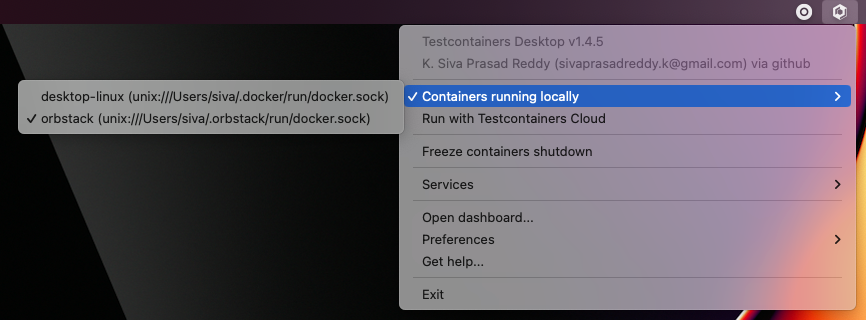 Testcontainers Desktop v1.4.5
K. Siva Prasad Reddy (sivaprasadreddy.k@gmail.com) via github
Containers running locally
desktop-linux (unix:///Users/siva/.docker/run/docker.sock)
orbstack (unix:///Users/siva/.orbstack/run/docker.sock)
Run with Testcontainers Cloud
Freeze containers shutdown
Services
Open dashboard...
Preferences
Get help...
Exit